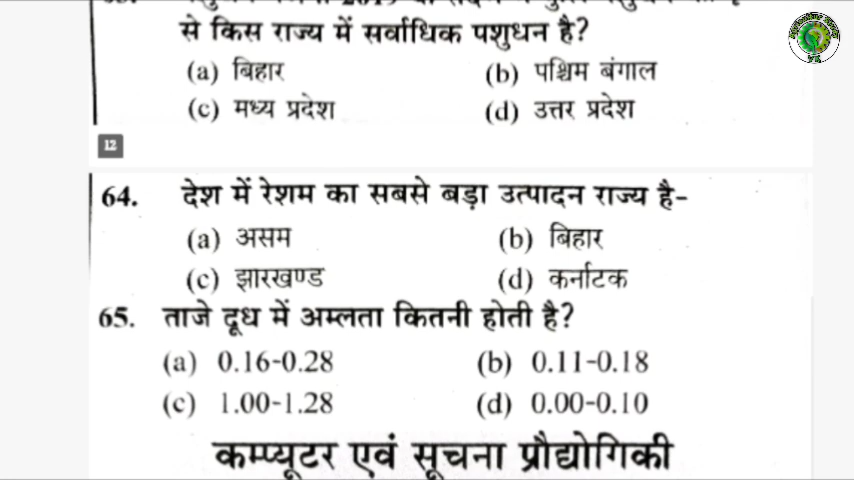 से किस राज्य में सर्वाधिक पशुधन है?
(a) बिहार (b) पश्चिम बंगाल
(c) मध्य प्रदेश (d) उत्तर प्रदेश
12
64. देश में रेशम का सबसे बड़ा उत्पादन राज्य है-
(a) असम (b) बिहार
(c) झारखण्ड (d) कर्नाटक
65. ताजे दूध में अम्लता कितनी होती है?
(a) 0.16-0.28 (b) 0.11-0.18
(c) 1.00-1.28 (d) 0.00-0.10
कम्प्यूटर एवं सूचना प्रौद्योगिकी